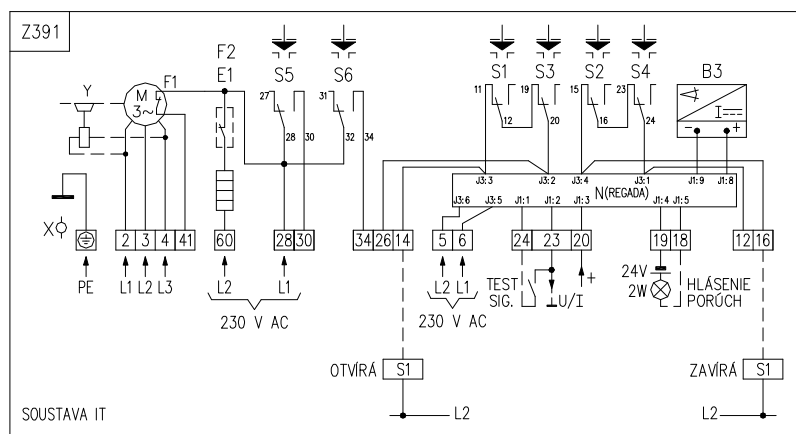 Z391
F2
E1
S5
S6
S1
S3
S2
S4
B3
Y
M
3~
F1
27
28
30
31
32
34
11
12
19
20
15
16
23
24
I
- +
J3:3
J3:2
J3:4
J3:1
J1:9
J1:8
N(REGADA)
J3:6
J3:5
J1:1
J1:2
J1:3
J1:4
J1:5
X
2 3 4 41
60
28 30
34 26 14
5 6
24 23 20
19 18
12 16
PE
L1 L2 L3
L2
L1
230 V AC
L2 L1
230 V AC
TEST
SIG.
U/I
+
24V
2W
HLÁSENIE
PORÚCH
OTVÍRÁ
S1
L2
ZAVÍRÁ
S1
L2
SOUSTAVA IT